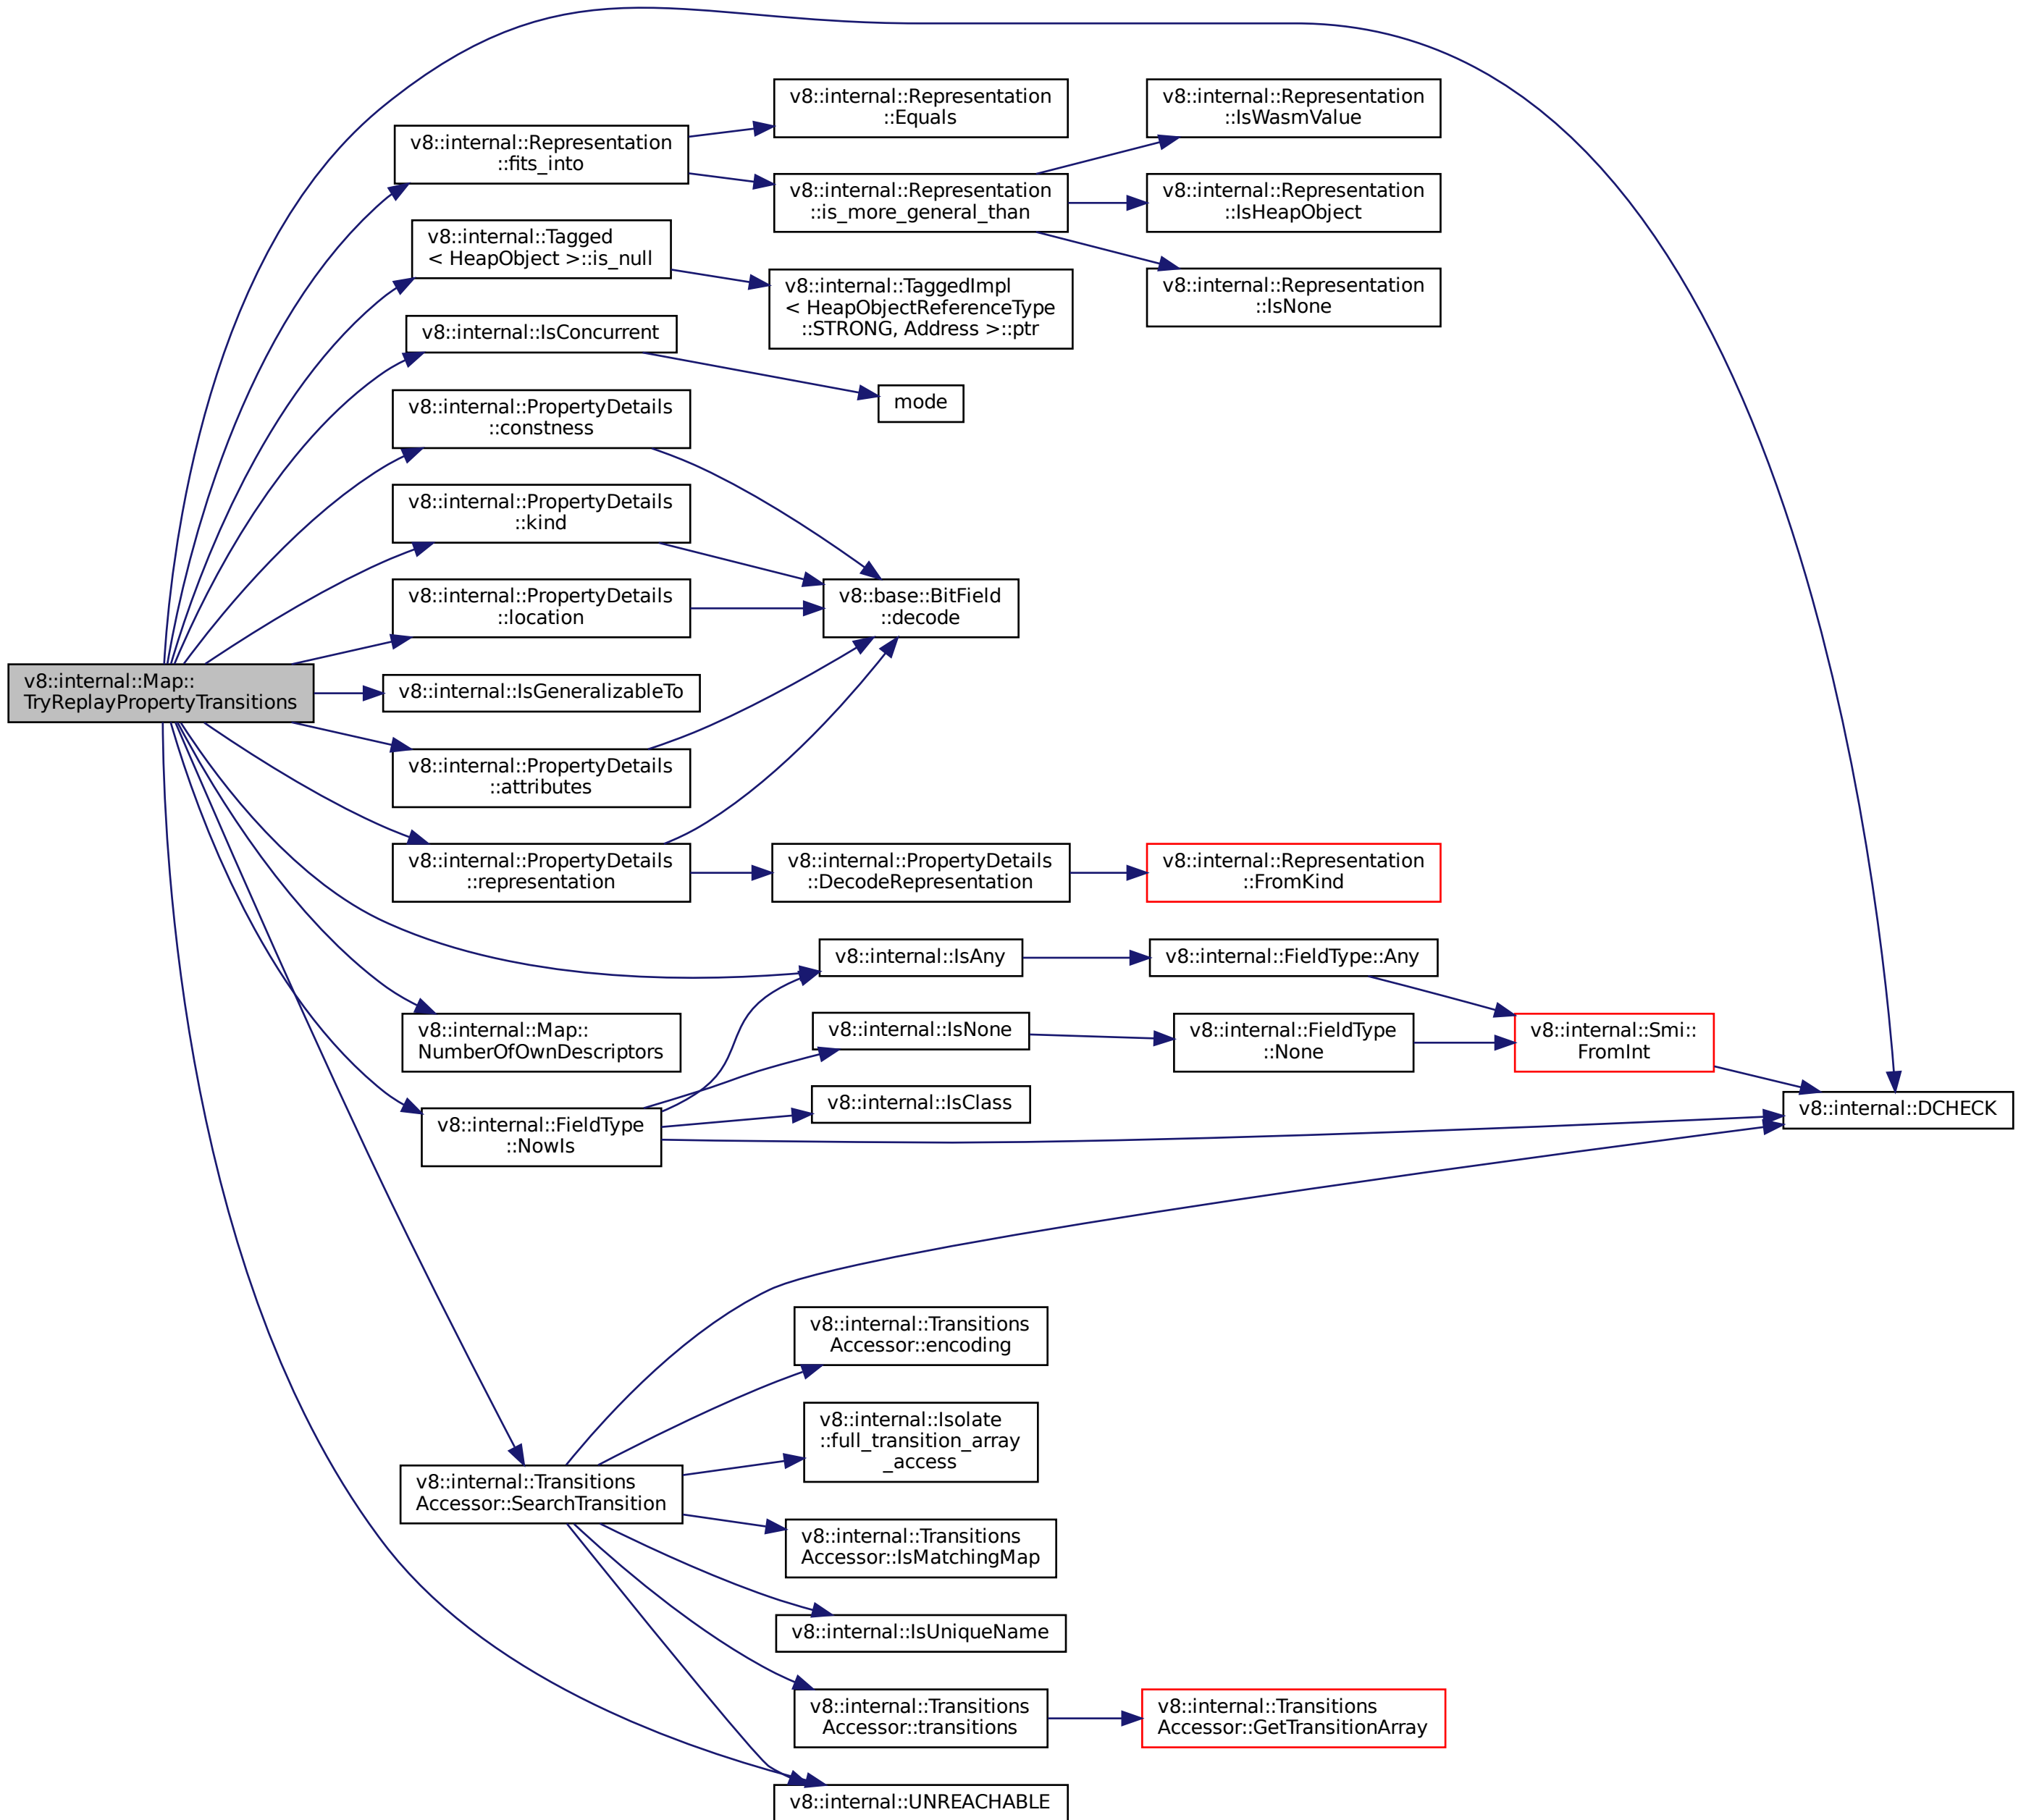 v8::internal::Map::
TryReplayPropertyTransitions
v8::internal::Representation
::fits_into
v8::internal::Representation
::Equals
v8::internal::Representation
::is_more_general_than
v8::internal::Representation
::IsWasmValue
v8::internal::Representation
::IsHeapObject
v8::internal::Representation
::IsNone
v8::internal::Tagged
< HeapObject >::is_null
v8::internal::TaggedImpl
< HeapObjectReferenceType
::STRONG, Address >::ptr
v8::internal::IsConcurrent
mode
v8::internal::PropertyDetails
::constness
v8::internal::PropertyDetails
::kind
v8::internal::PropertyDetails
::location
v8::base::BitField
::decode
v8::internal::IsGeneralizableTo
v8::internal::PropertyDetails
::attributes
v8::internal::PropertyDetails
::representation
v8::internal::PropertyDetails
::DecodeRepresentation
v8::internal::Representation
::FromKind
v8::internal::IsAny
v8::internal::FieldType::Any
v8::internal::Map::
NumberOfOwnDescriptors
v8::internal::IsNone
v8::internal::FieldType
::None
v8::internal::Smi::
FromInt
v8::internal::FieldType
::NowIs
v8::internal::IsClass
v8::internal::DCHECK
v8::internal::Transitions
Accessor::SearchTransition
v8::internal::Transitions
Accessor::encoding
v8::internal::Isolate
::full_transition_array
_access
v8::internal::Transitions
Accessor::IsMatchingMap
v8::internal::IsUniqueName
v8::internal::Transitions
Accessor::transitions
v8::internal::Transitions
Accessor::GetTransitionArray
v8::internal::UNREACHABLE